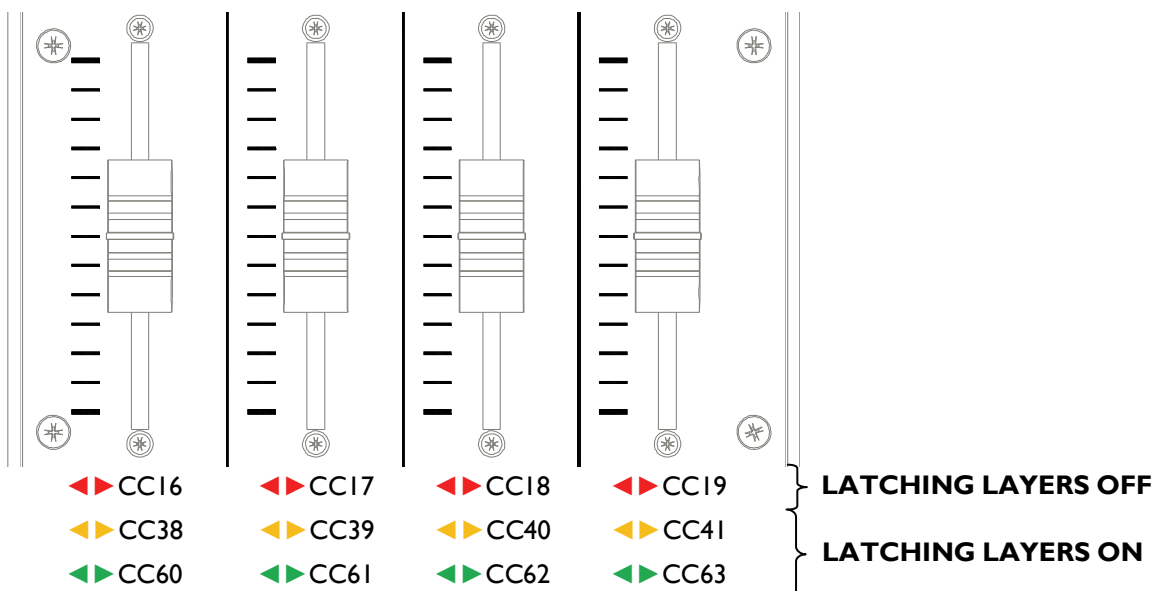 CC16 CC17 CC18 CC19 LATCHING LAYERS OFF
CC38 CC39 CC40 CC41
LATCHING LAYERS ON
CC60 CC61 CC62 CC63